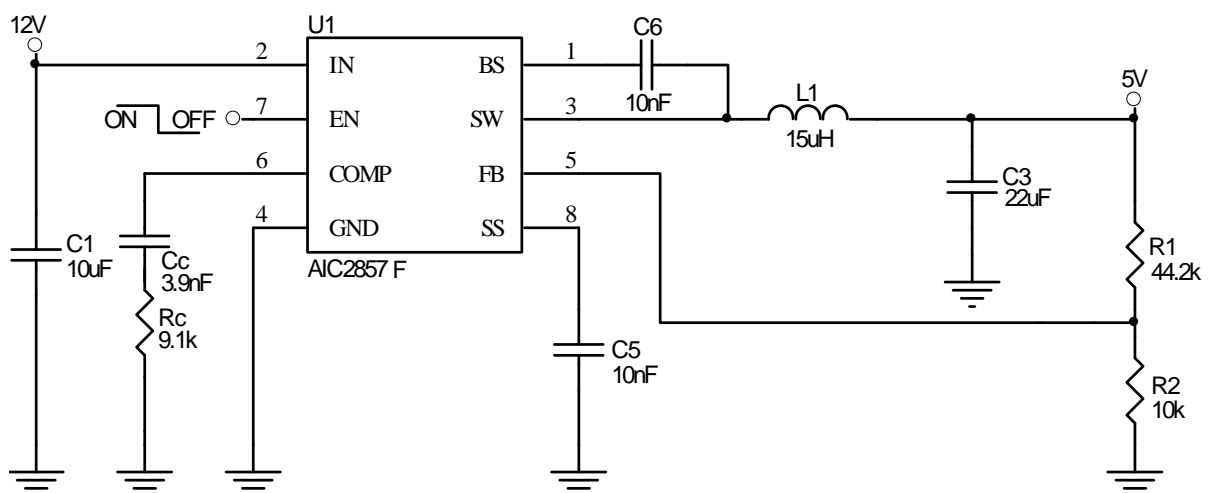 12V
U1
2
IN
BS
1
C6
10nF
ON
OFF
7
EN
SW
3
L1
15uH
5V
6
COMP
FB
5
C3
22uF
4
GND
SS
8
C1
10uF
Cc
3.9nF
AIC2857 F
R1
44.2k
Rc
9.1k
C5
10nF
R2
10k